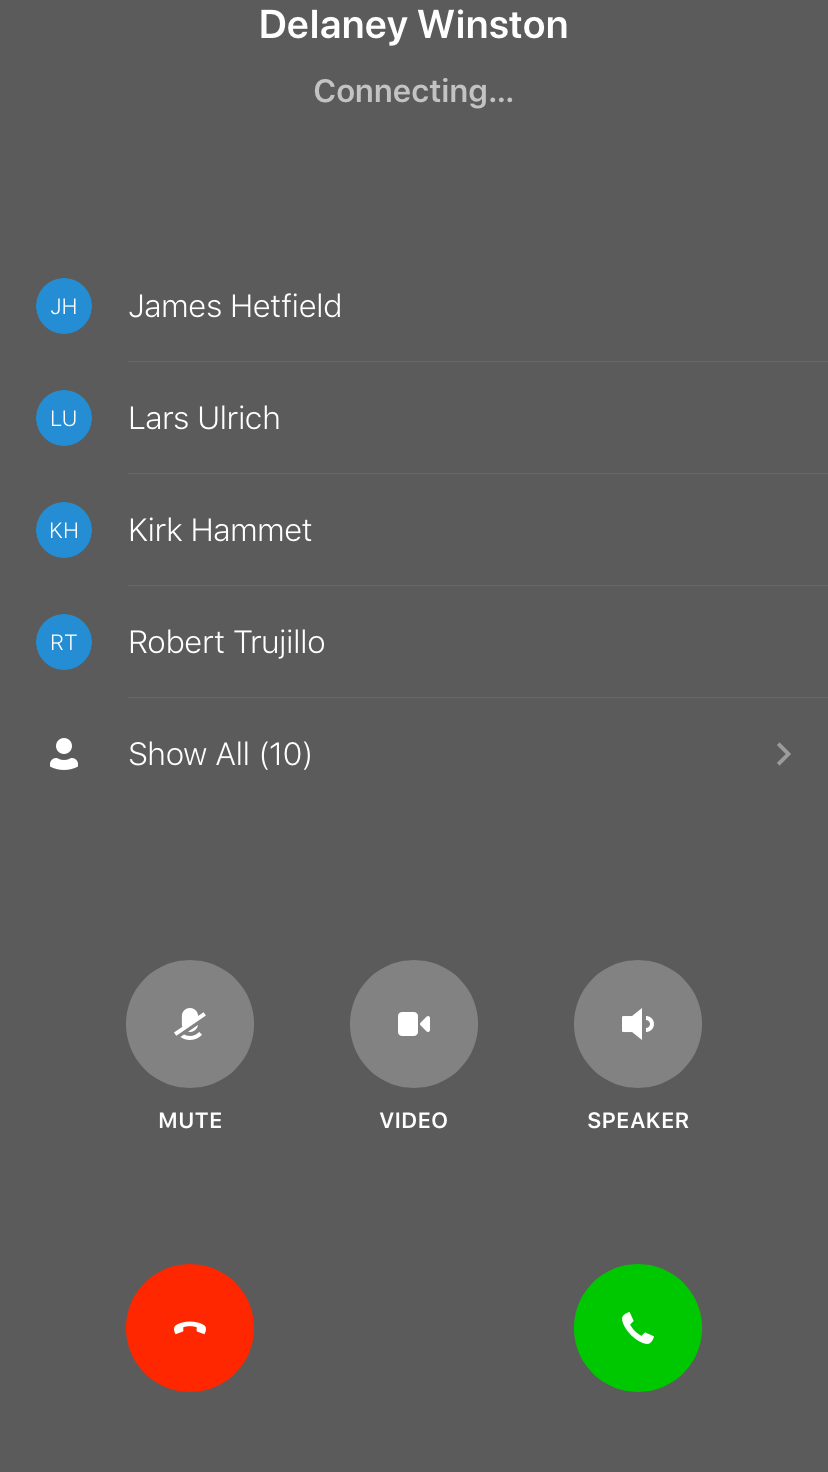 Delaney Winston
Connecting...
JH James Hetfield
LU Lars Ulrich
KH Kirk Hammet
RT Robert Trujillo
Show All (10)
MUTE VIDEO SPEAKER